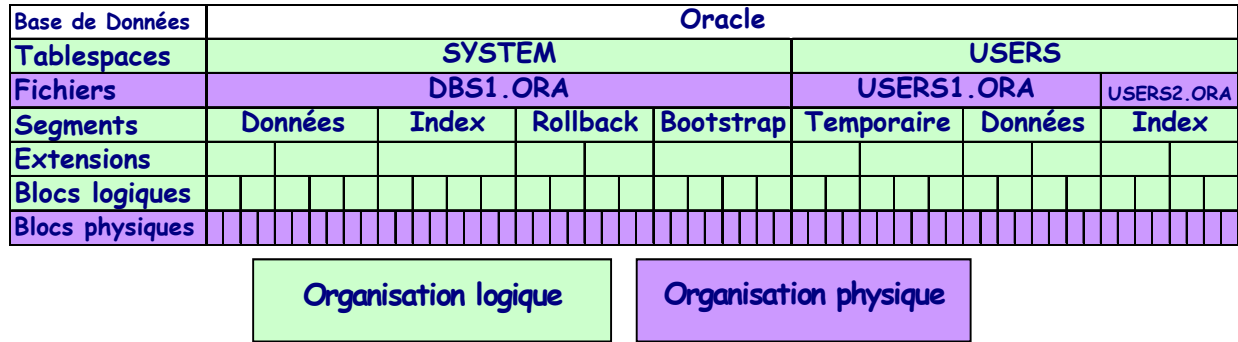 Base de Données Oracle
Tablespaces SYSTEM USERS
Fichiers DBS1.ORA USERS1.ORA USERS2.ORA
Segments Données Index Rollback Bootstrap Temporaire Données Index
Extensions
Blocs logiques
Blocs physiques
Organisation logique Organisation physique